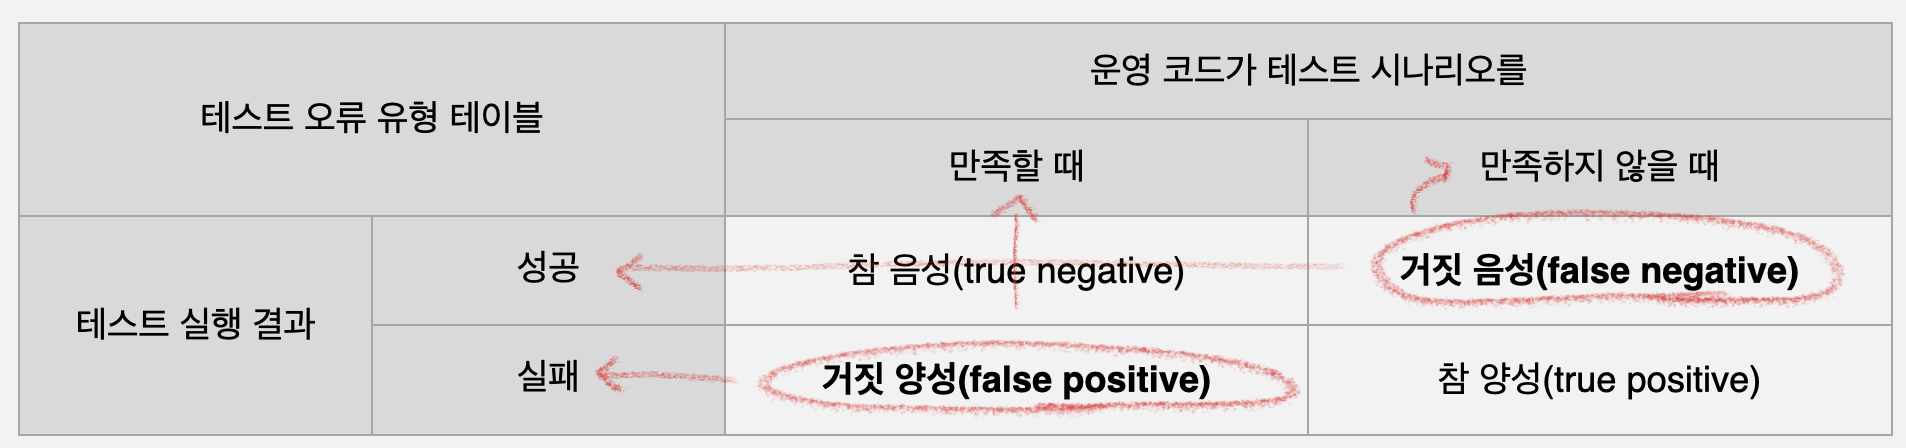 테스트 오류 유형 테이블
운영 코드가 테스트 시나리오를
만족할 때
만족하지 않을 때
테스트 실행 결과
성공
참 음성(true negative)
거짓 음성(false negative)
실패
거짓 양성(false positive)
참 양성(true positive)